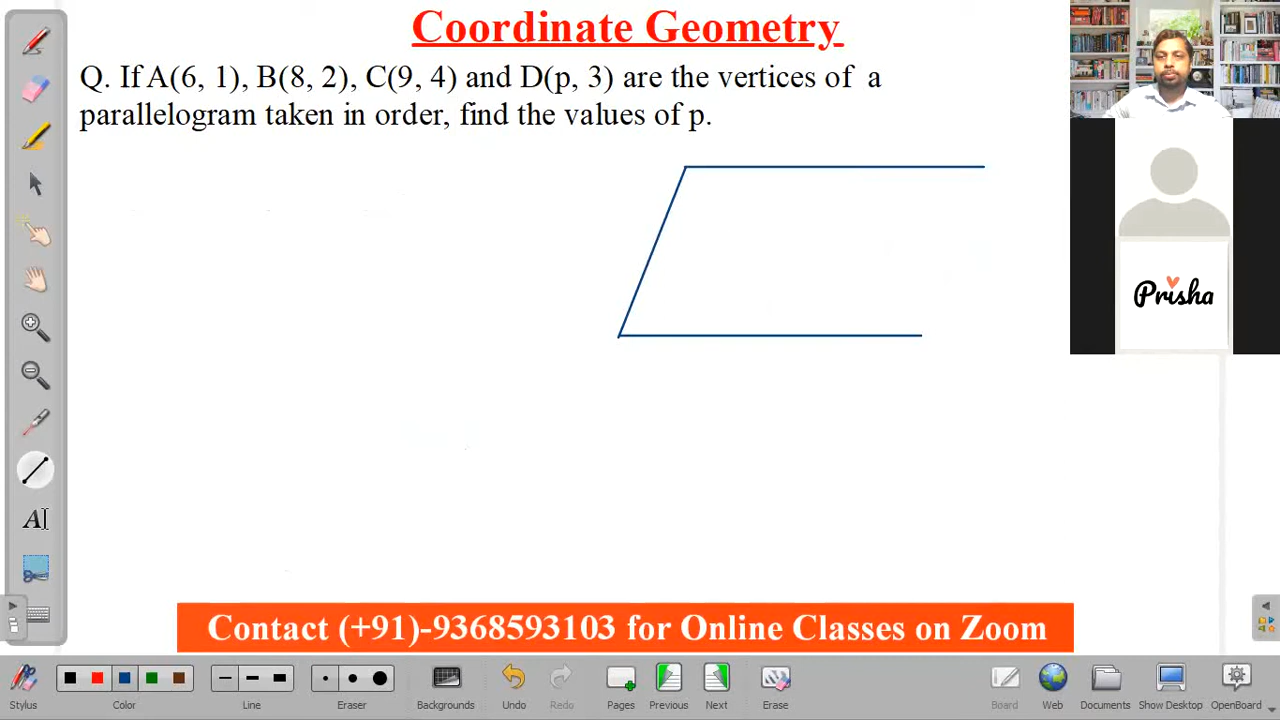 Coordinate Geometry
Q. If A(6, 1), B(8, 2), C(9, 4) and D(p, 3) are the vertices of a
parallelogram taken in order, find the values of p.
Prisha
A
Contact (+91)-9368593103 for Online Classes on Zoom
Stylus
Color
Line
Eraser
Backgrounds
Undo
Redo
Pages
Previous
Next
Erase
Board
Web
Documents
Show Desktop
OpenBoard